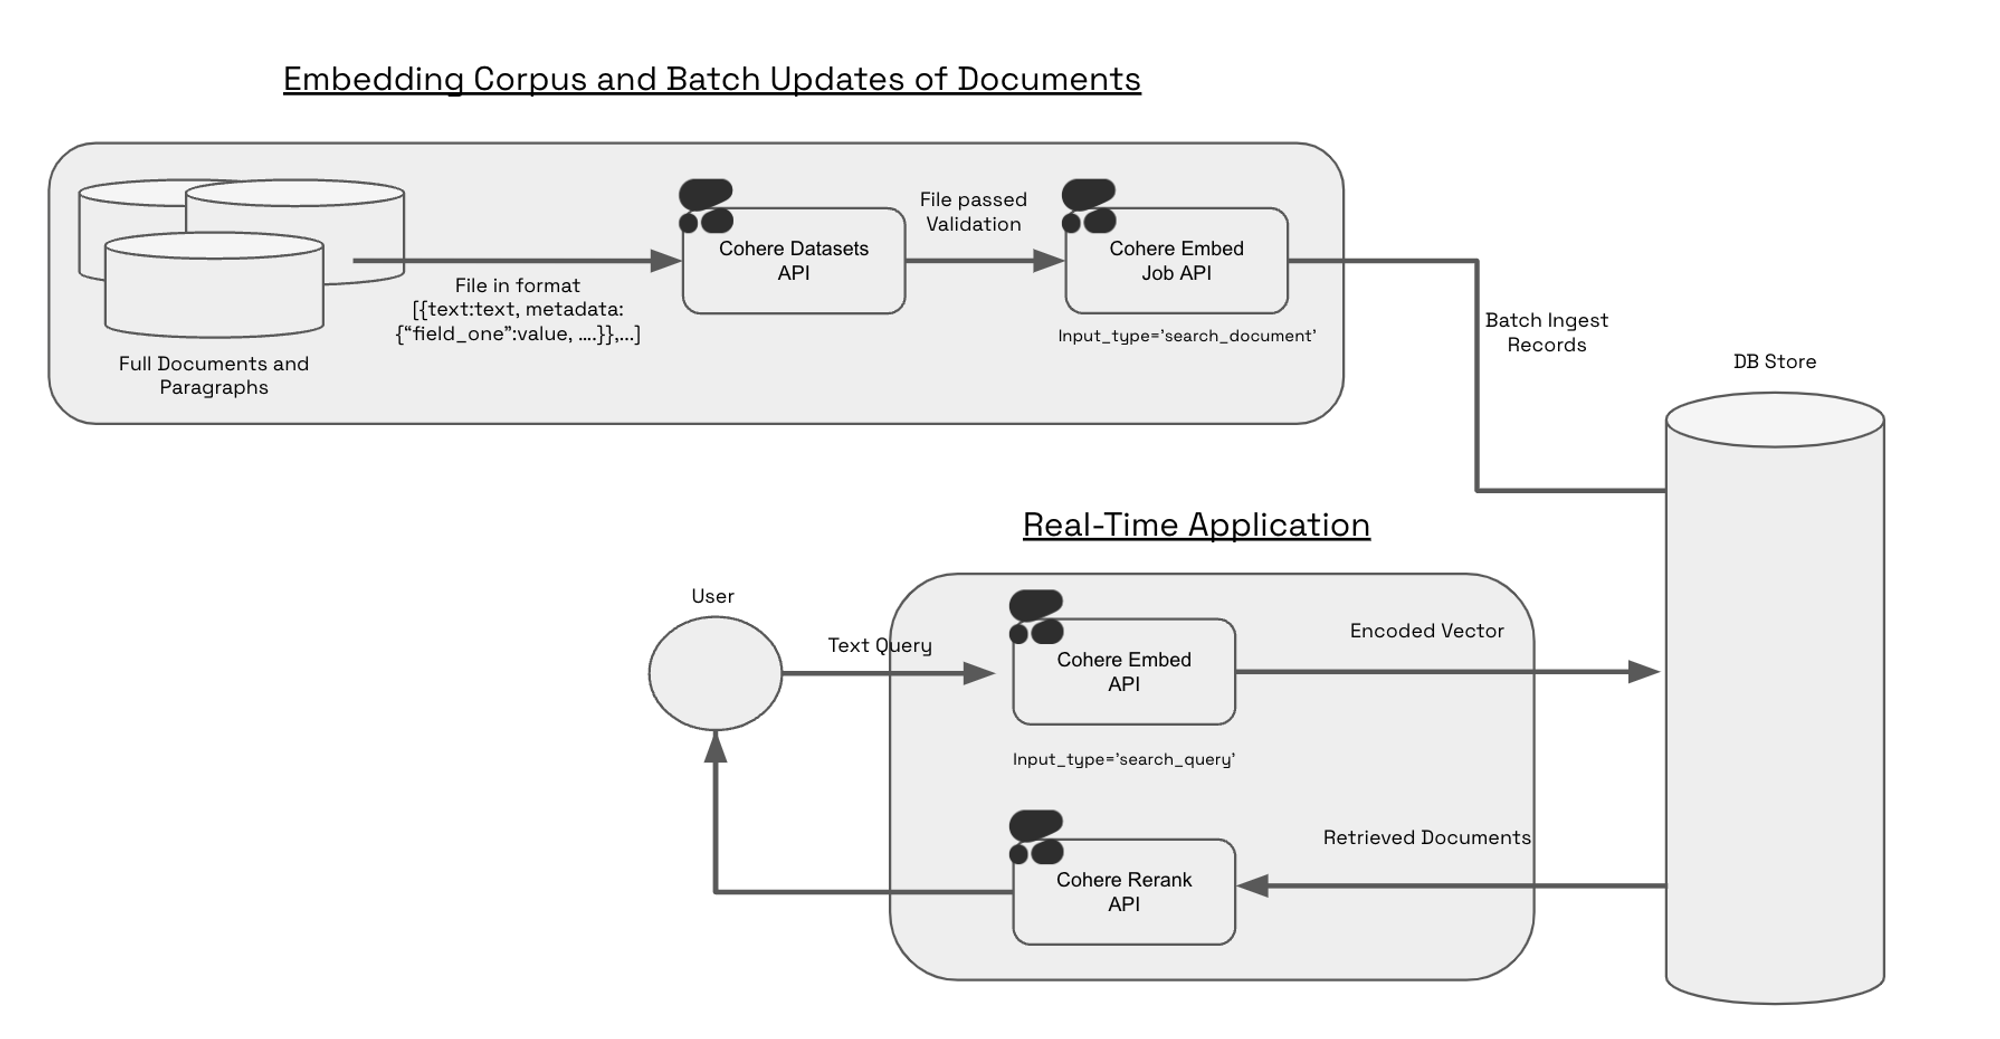 Embedding Corpus and Batch Updates of Documents
Full Documents and
Paragraphs
File in format
[{text:text, metadata:
{“field_one”:value, ....}},...]
Cohere Datasets
API
File passed
Validation
Cohere Embed
Job API
Input_type='search_document'
Batch Ingest
Records
DB Store
Real-Time Application
User
Text Query
Cohere Embed
API
Input_type='search_query'
Encoded Vector
Cohere Rerank
API
Retrieved Documents